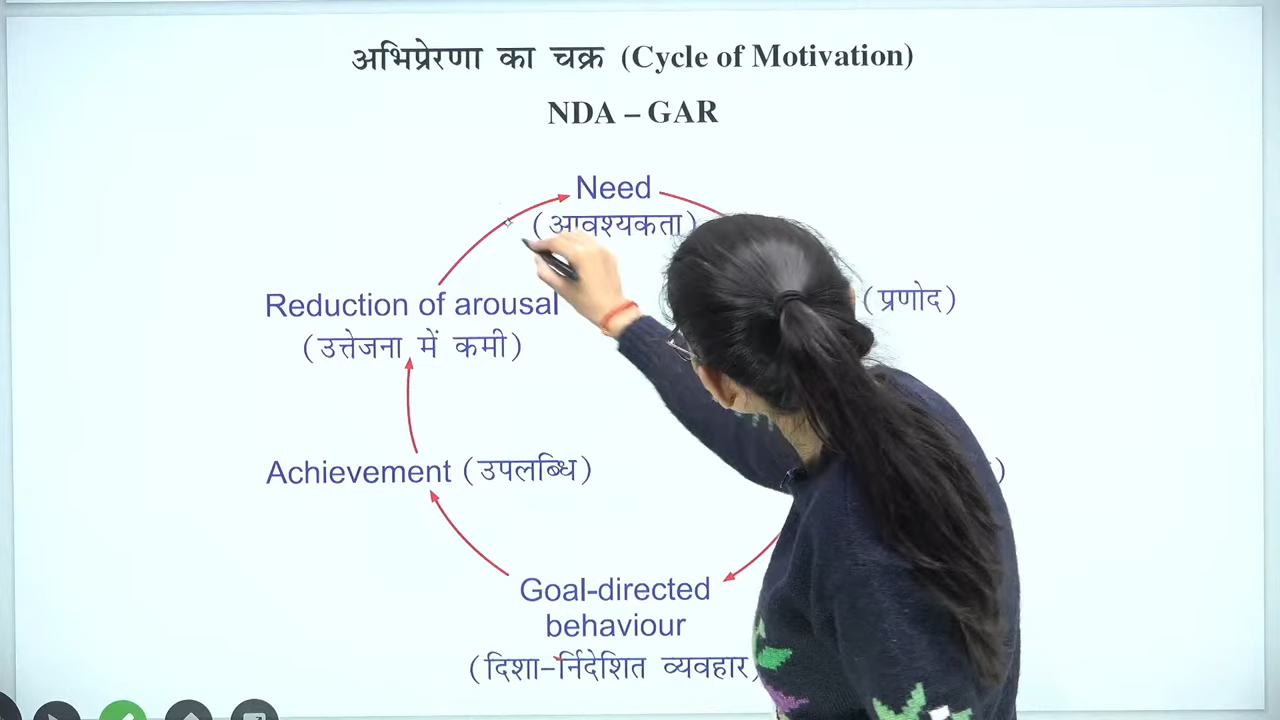 अभिप्रेरणा का चक्र (Cycle of Motivation)
NDA – GAR
Need
(आवश्यकता)
(प्रणोद)
Reduction of arousal
(उत्तेजना में कमी)
Achievement (उपलब्धि)
)
Goal-directed
behaviour
(दिशा-र्निदेशित व्यवहार)